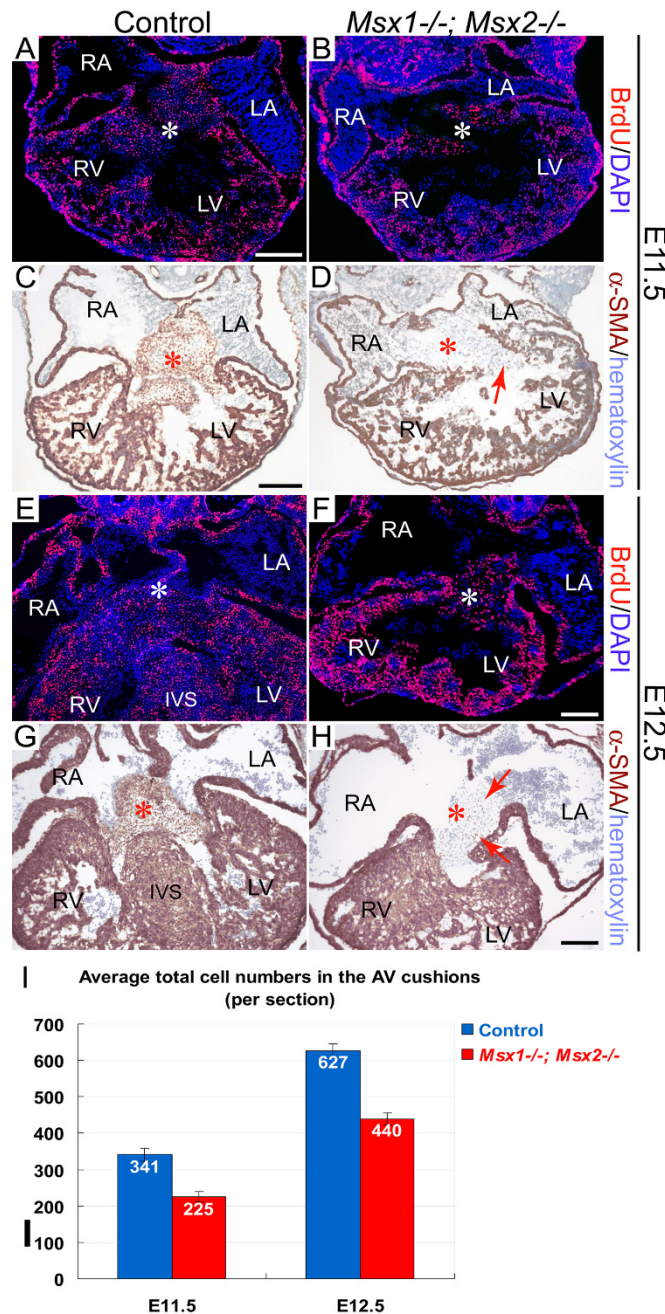 Control Msx1-/-; Msx2-/-
A RA LA * RV LV
B LA RA * LV RV
BrdU/DAPI
C RA LA * RV LV
D LA RA * LV RV
α-SMA/hematoxylin
E11.5
E LA * RA RV IVS LV
F RA LA * RV LV
BrdU/DAPI
G LA RA * IVS RV LV
H RA * LA RV LV
α-SMA/hematoxylin
E12.5
I Average total cell numbers in the AV cushions
(per section)
700
600
500
400
300
200
100
0
341
225
627
440
E11.5 E12.5
Control
Msx1-/-; Msx2-/-